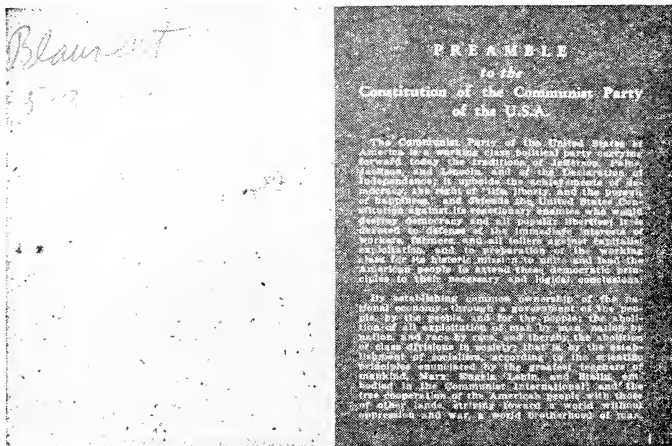 PREAMBLE
to the
Constitution of the Communist Party
of the U.S.A.
The Communist Party of the United States of
America is a working class political party carrying
forward today the traditions of Jefferson, Paine,
Jackson, and Lincoln, and of the Declaration of
Independence; it upholds the achievements of de-
mocracy, the right of "life, liberty, and the pursuit
of happiness," and defends the United States Con-
stitution against its reactionary enemies who would
destroy democracy and all popular liberties; it is
devoted to defense of the immediate interests of
workers, farmers, and all toilers against capitalist
exploitation, and to preparation of the working
class for its historic mission to unite and lead the
American people to extend these democratic prin-
ciples to their necessary and logical conclusions:
By establishing common ownership of the na-
tional economy, through a government of the peo-
ple, by the people, and for the people; the aboli-
tion of all exploitation of man by man, nation by
nation, and race by race, and thereby the abolition
of class divisions in society; that is, by the estab-
lishment of socialism, according to the scientific
principles enunciated by the greatest teachers of
mankind, Marx, Engels, Lenin, and Stalin, em-
bodied in the Communist International; and the
free cooperation of the American people with those
of other lands, striving toward a world without
oppression and war, a world brotherhood of man.